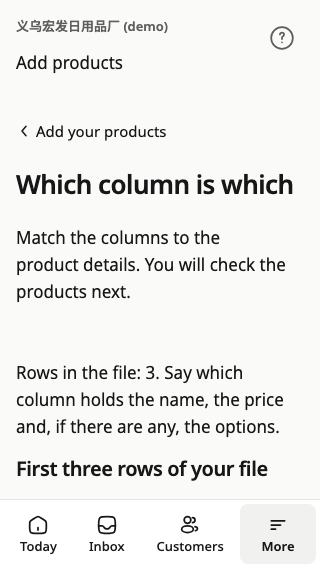 义乌宏发日用品厂 (demo)
Add products
Add your products
Which column is which
Match the columns to the
product details. You will check the
products next.
Rows in the file: 3. Say which
column holds the name, the price
and, if there are any, the options.
First three rows of your file
Today
Inbox
Customers
More